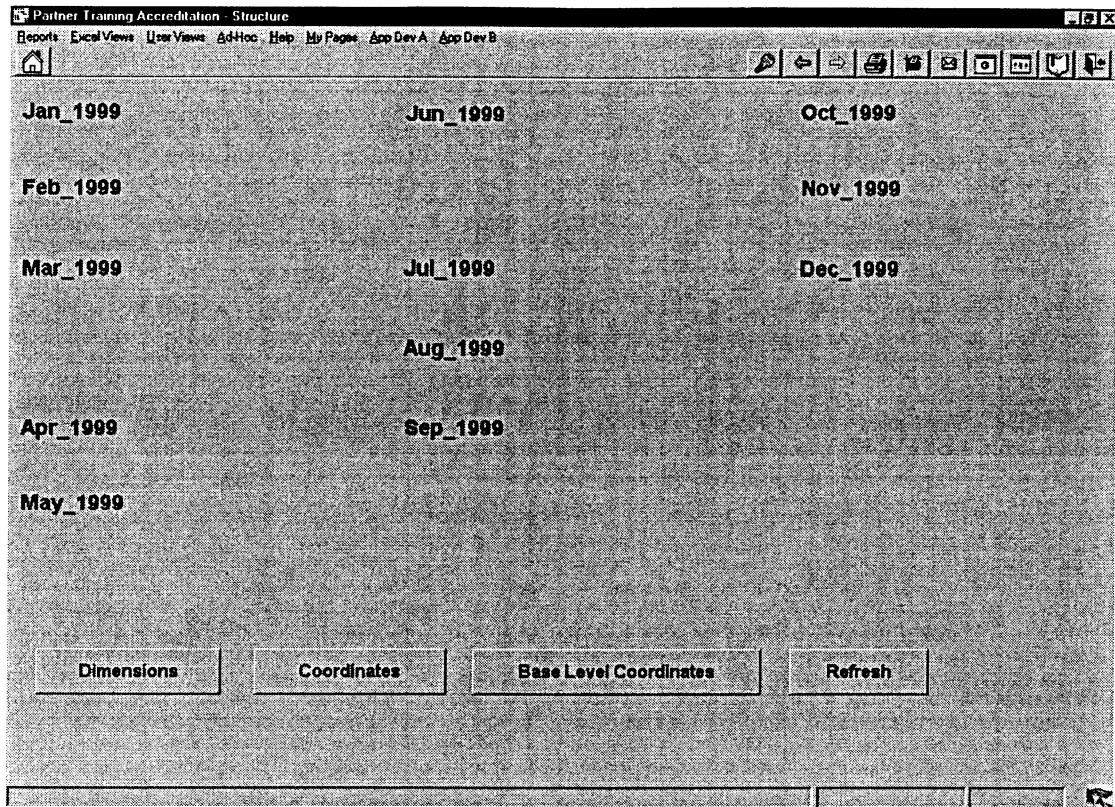 Partner Training Accreditation - Structure
Reports Excel Views User Views Ad-Hoc Help My Pages App Dev A App Dev B
Jan_1999 Jun_1999 Oct_1999
Feb_1999 Nov_1999
Mar_1999 Jul_1999 Dec_1999
Aug_1999
Apr_1999 Sep_1999
May_1999
Dimensions Coordinates Base Level Coordinates Refresh